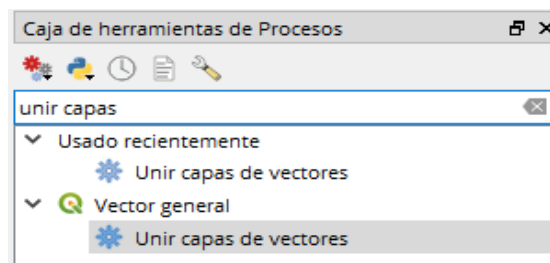 Caja de herramientas de Procesos
unir capas
Usado recientemente
Unir capas de vectores
Vector general
Unir capas de vectores